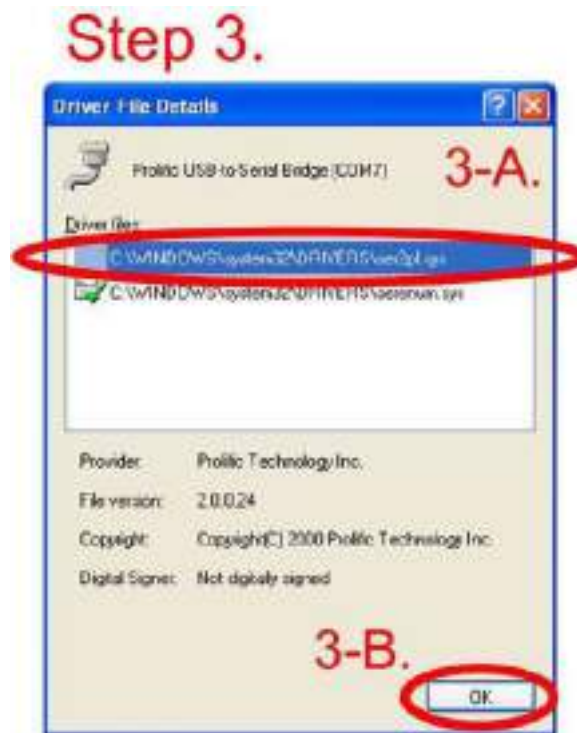 Step 3.
Driver File Details
Prolific USB-to-Serial Bridge (COM7)
3-A.
Driver files:
C:\WINDOWS\system32\DRIVERS\ser2pl.sys
C:\WINDOWS\system32\DRIVERS\serenum.sys
Provider: Prolific Technology Inc.
File version: 2.0.0.24
Copyright: Copyright(C) 2000 Prolific Technology Inc.
Digital Signer: Not digitally signed
3-B.
OK